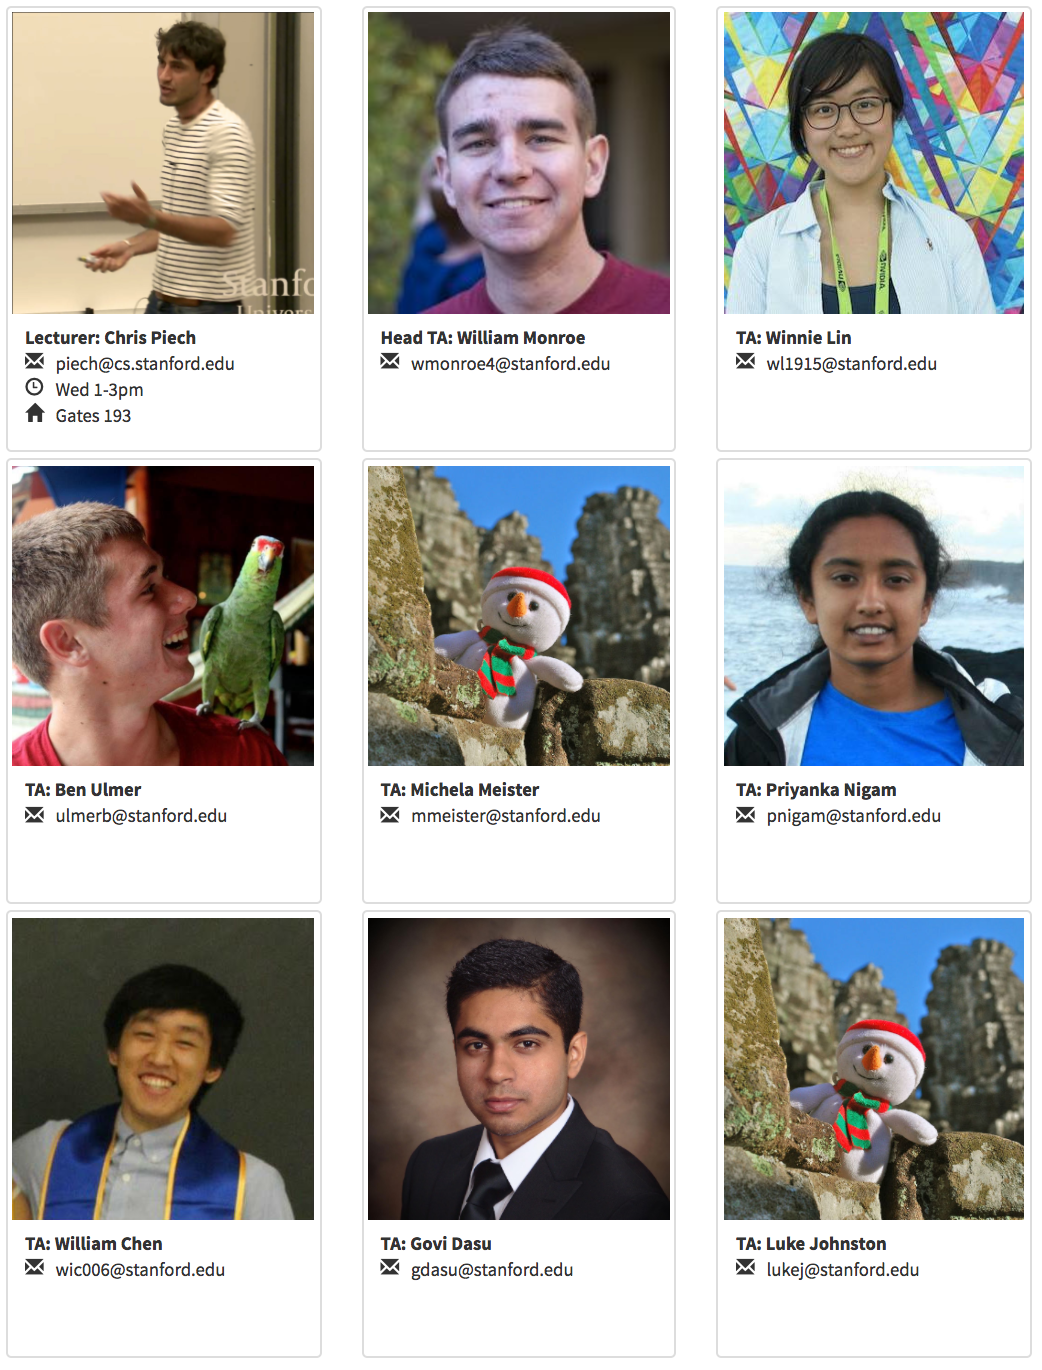 Stanfo
Univers
NVIDIA
Lecturer: Chris Piech
piech@cs.stanford.edu
Wed 1-3pm
Gates 193
Head TA: William Monroe
wmonroe4@stanford.edu
TA: Winnie Lin
wl1915@stanford.edu
TA: Ben Ulmer
ulmerb@stanford.edu
TA: Michela Meister
mmeister@stanford.edu
TA: Priyanka Nigam
pnigam@stanford.edu
TA: William Chen
wic006@stanford.edu
TA: Govi Dasu
gdasu@stanford.edu
TA: Luke Johnston
lukej@stanford.edu